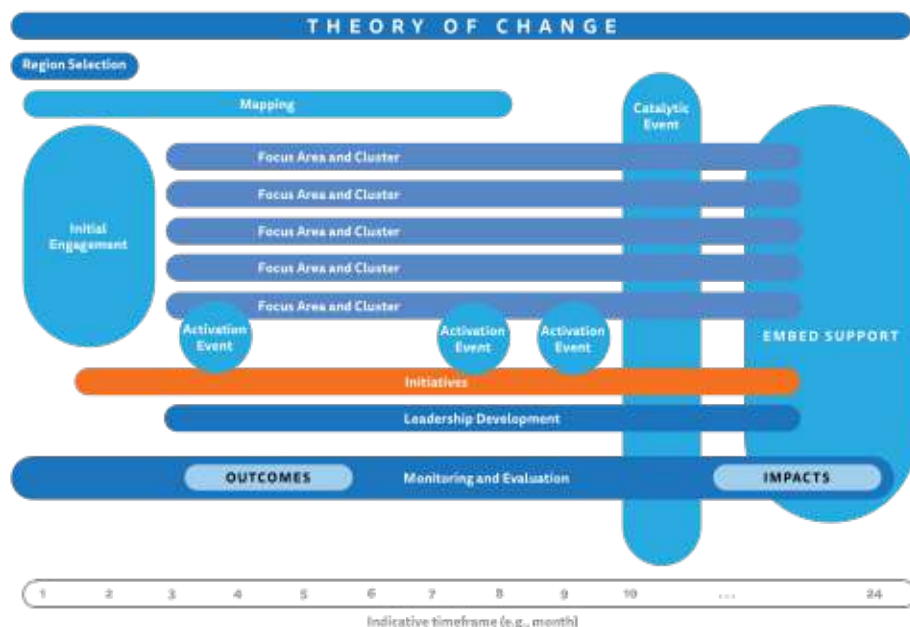 THEORY OF CHANGE
Region Selection
Mapping
Catalytic
Event
Focus Area and Cluster
Focus Area and Cluster
Initial
Engagement
Focus Area and Cluster
Focus Area and Cluster
Focus Area and Cluster
Activation
Event
Activation
Event
Activation
Event
EMBED SUPPORT
Initiatives
Leadership Development
OUTCOMES
Monitoring and Evaluation
IMPACTS
1 2 3 4 5 6 7 8 9 10 ... 24
Indicative timeframe (e.g., month)